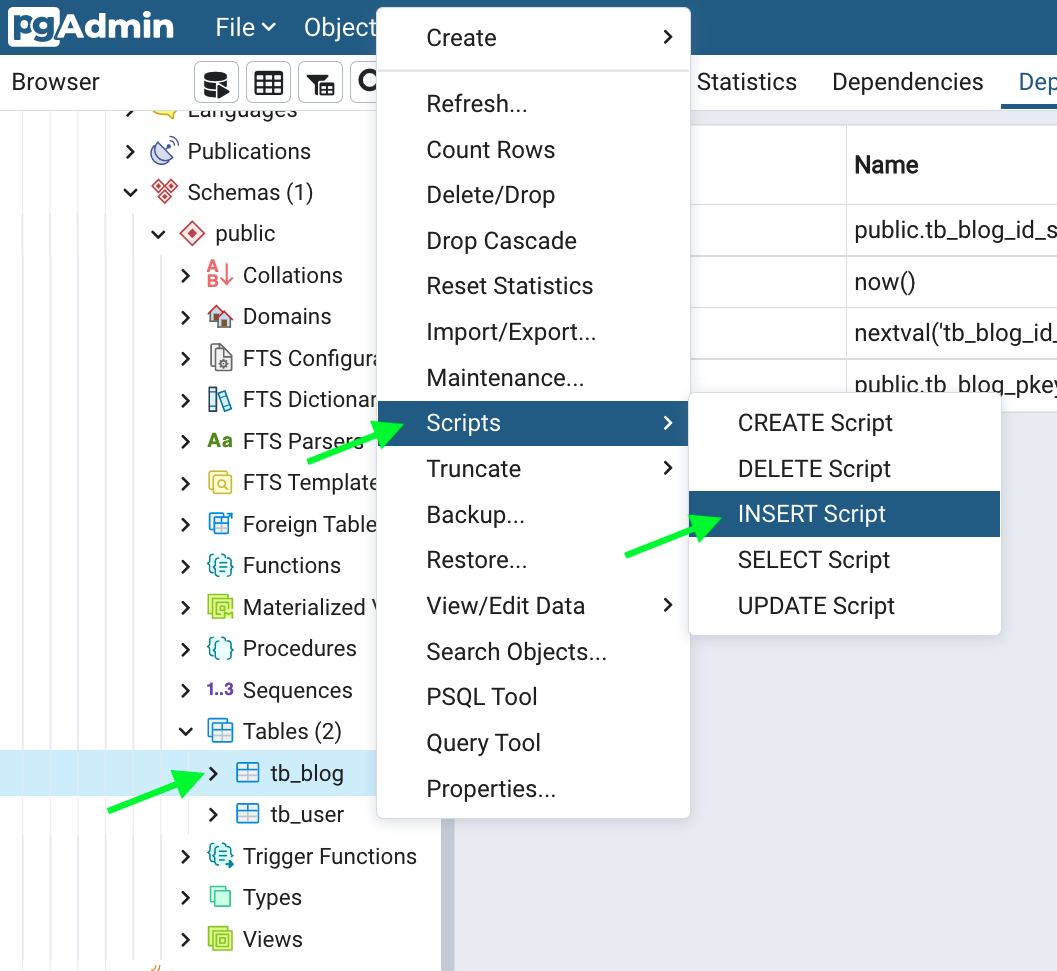 pgAdmin
File
Object
Browser
Statistics
Dependencies
Dep
Languages
Publications
Schemas (1)
public
Collations
Domains
FTS Configura
FTS Dictionar
Aa
FTS Parsers
FTS Template
Foreign Table
Functions
Materialized V
Procedures
1..3
Sequences
Tables (2)
tb_blog
tb_user
Trigger Functions
Types
Views
Create
Refresh...
Count Rows
Delete/Drop
Drop Cascade
Reset Statistics
Import/Export...
Maintenance...
Scripts
Truncate
Backup...
Restore...
View/Edit Data
Search Objects...
PSQL Tool
Query Tool
Properties...
CREATE Script
DELETE Script
INSERT Script
SELECT Script
UPDATE Script
Name
public.tb_blog_id_s
now()
nextval('tb_blog_id_
public.tb_blog_pkey